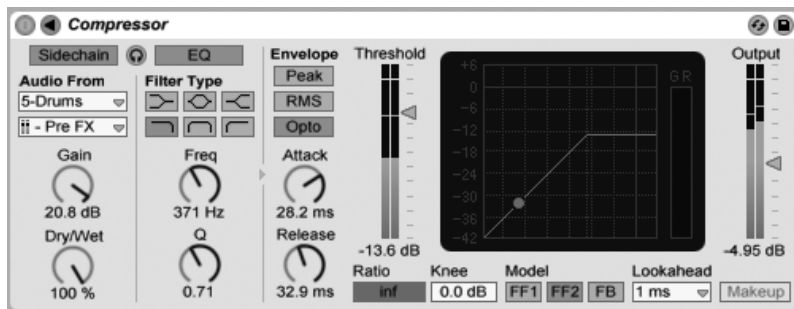 Compressor
Sidechain EQ
Audio From
5-Drums
- Pre FX
Gain
20.8 dB
Dry/Wet
100 %
Filter Type
Freq
371 Hz
Q
0.71
Envelope
Peak
RMS
Opto
Attack
28.2 ms
Release
32.9 ms
Threshold
-13.6 dB
+6
0
-6
-12
-18
-24
-30
-36
-42
GR
Output
-4.95 dB
Ratio
inf
Knee
0.0 dB
Model
FF1 FF2 FB
Lookahead
1 ms
Makeup